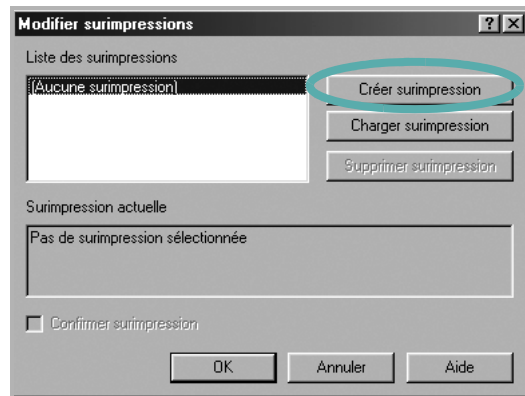 Modifier surimpressions
Liste des surimpressions
(Aucune surimpression)
Créer surimpression
Charger surimpression
Supprimer surimpression
Surimpression actuelle
Pas de surimpression sélectionnée
Confirmer surimpression
OK
Annuler
Aide